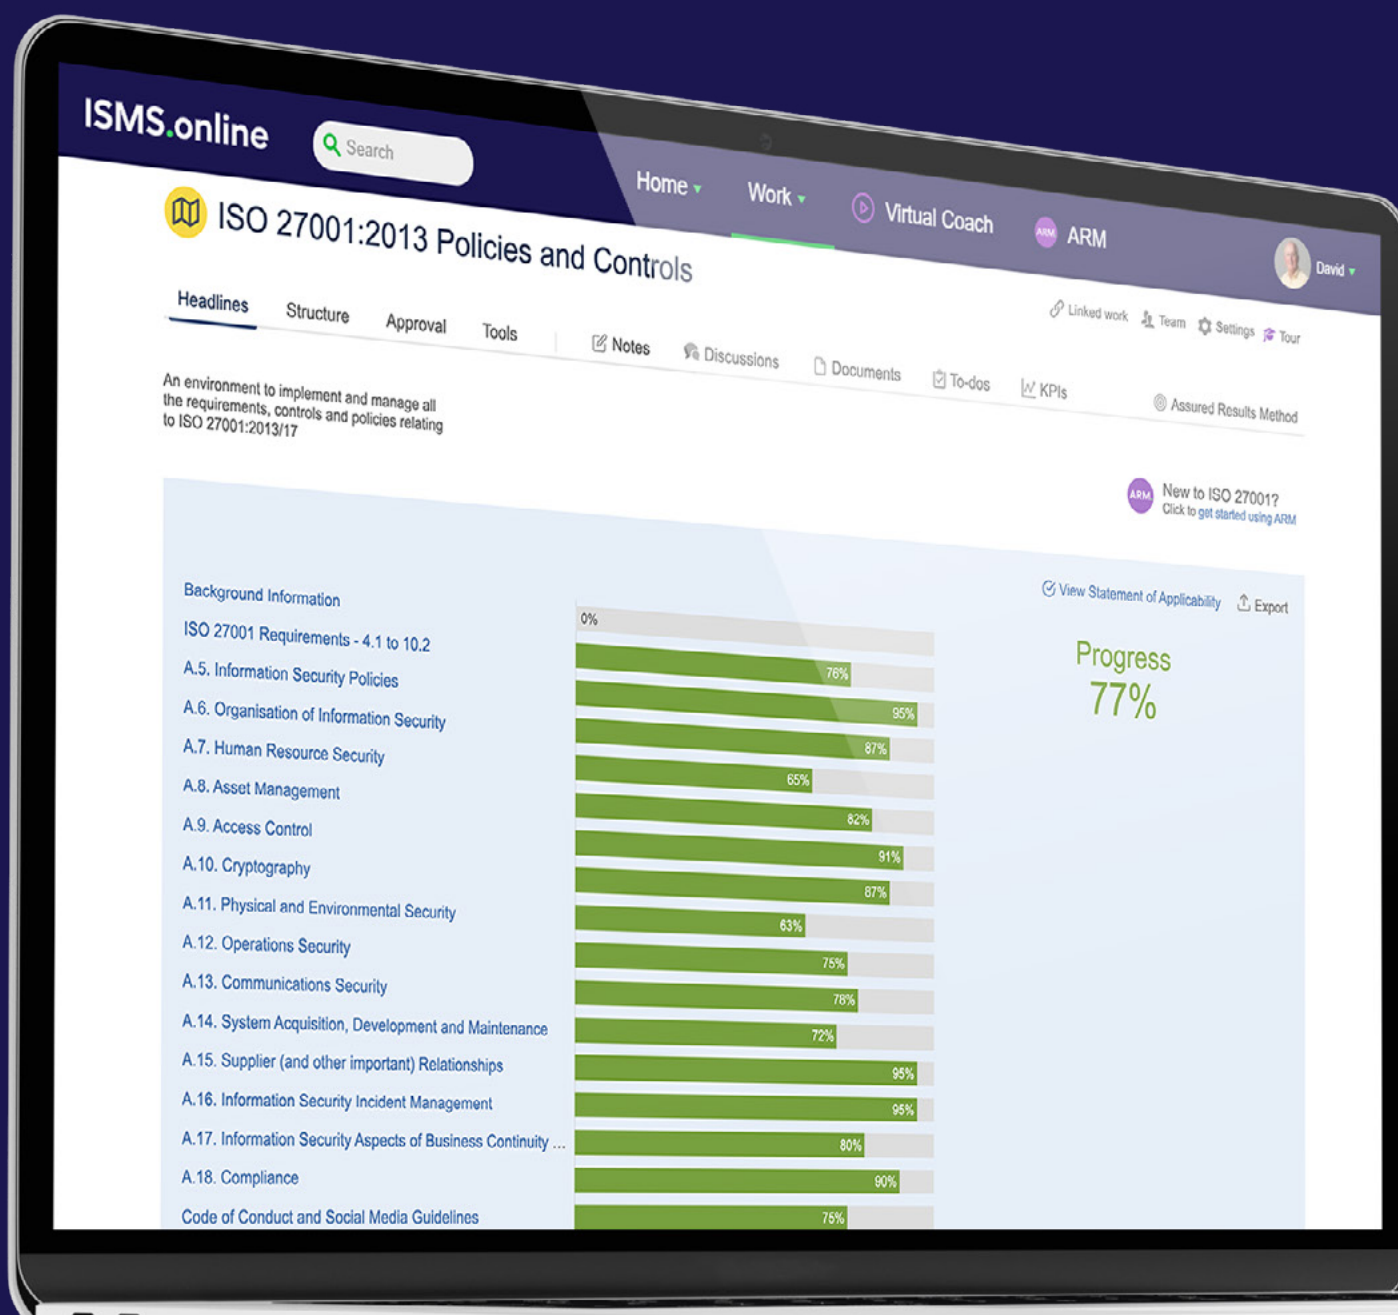 ISMS.online
Search
Home
Work
Virtual Coach
ARM
ARM
David
ISO 27001:2013 Policies and Controls
Linked work
Team
Settings
Tour
Headlines
Structure
Approval
Tools
Notes
Discussions
Documents
To-dos
KPIs
Assured Results Method
An environment to implement and manage all
the requirements, controls and policies relating
to ISO 27001:2013/17
ARM
New to ISO 27001?
Click to get started using ARM
View Statement of Applicability
Export
Progress
77%
Background Information
0%
ISO 27001 Requirements - 4.1 to 10.2
76%
A.5. Information Security Policies
95%
A.6. Organisation of Information Security
87%
A.7. Human Resource Security
65%
A.8. Asset Management
82%
A.9. Access Control
91%
A.10. Cryptography
87%
A.11. Physical and Environmental Security
63%
A.12. Operations Security
75%
A.13. Communications Security
78%
A.14. System Acquisition, Development and Maintenance
72%
A.15. Supplier (and other important) Relationships
95%
A.16. Information Security Incident Management
95%
A.17. Information Security Aspects of Business Continuity ...
80%
A.18. Compliance
90%
Code of Conduct and Social Media Guidelines
75%